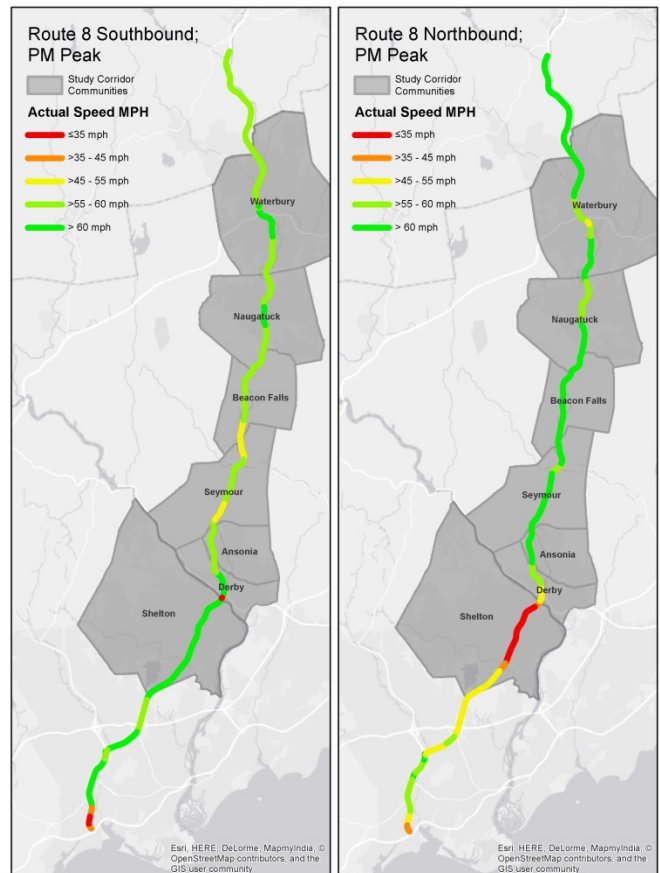 Route 8 Southbound;
PM Peak
Study Corridor
Communities
Actual Speed MPH
≤35 mph
>35 - 45 mph
>45 - 55 mph
>55 - 60 mph
> 60 mph
Waterbury
Naugatuck
Beacon Falls
Seymour
Ansonia
Derby
Shelton
Esri, HERE, DeLorme, MapmyIndia, ©
OpenStreetMap contributors, and the
GIS user community
Route 8 Northbound;
PM Peak
Study Corridor
Communities
Actual Speed MPH
≤35 mph
>35 - 45 mph
>45 - 55 mph
>55 - 60 mph
> 60 mph
Waterbury
Naugatuck
Beacon Falls
Seymour
Ansonia
Derby
Shelton
Esri, HERE, DeLorme, MapmyIndia, ©
OpenStreetMap contributors, and the
GIS user community